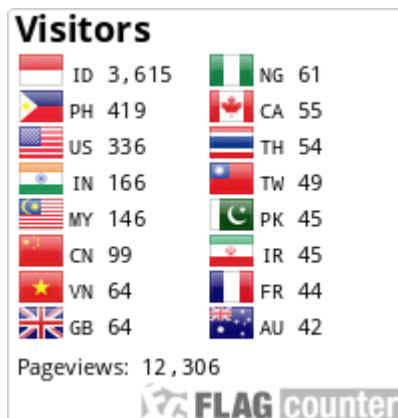 Visitors
ID 3,615 NG 61
PH 419 CA 55
US 336 TH 54
IN 166 TW 49
MY 146 PK 45
CN 99 IR 45
VN 64 FR 44
GB 64 AU 42
Pageviews: 12,306
FC FLAG counter